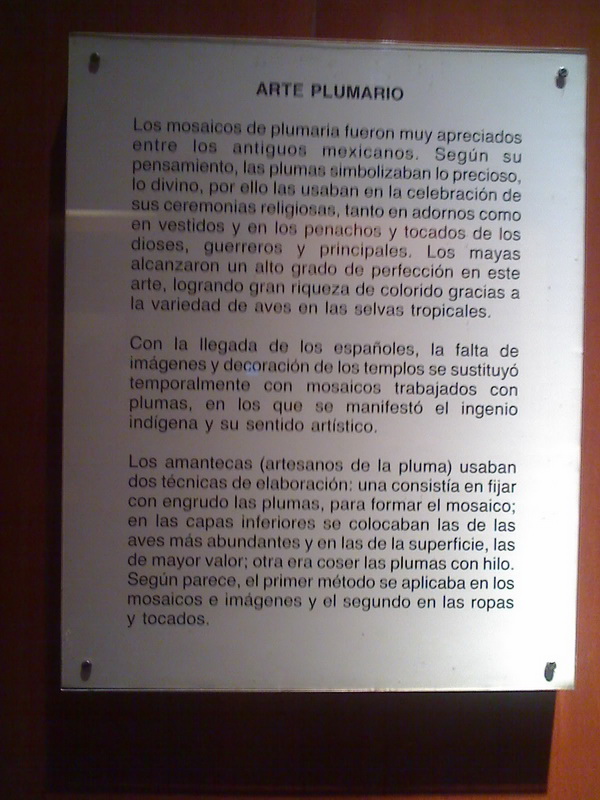 ARTE PLUMARIO
Los mosaicos de plumaria fueron muy apreciados
entre los antiguos mexicanos. Según su
pensamiento, las plumas simbolizaban lo precioso,
lo divino, por ello las usaban en la celebración de
sus ceremonias religiosas, tanto en adornos como
en vestidos y en los penachos y tocados de los
dioses, guerreros y principales. Los mayas
alcanzaron un alto grado de perfección en este
arte, logrando gran riqueza de colorido gracias a
la variedad de aves en las selvas tropicales.
Con la llegada de los españoles, la falta de
imágenes y decoración de los templos se sustituyó
temporalmente con mosaicos trabajados con
plumas, en los que se manifestó el ingenio
indígena y su sentido artístico.
Los amantecas (artesanos de la pluma) usaban
dos técnicas de elaboración: una consistía en fijar
con engrudo las plumas, para formar el mosaico;
en las capas inferiores se colocaban las de las
aves más abundantes y en las de la superficie, las
de mayor valor; otra era coser las plumas con hilo.
Según parece, el primer método se aplicaba en los
mosaicos e imágenes y el segundo en las ropas
y tocados.